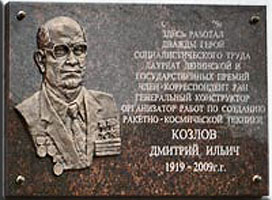 ЗДЕСЬ РАБОТАЛ
ДВАЖДЫ ГЕРОЙ
СОЦИАЛИСТИЧЕСКОГО ТРУДА
ЛАУРЕАТ ЛЕНИНСКОЙ И
ГОСУДАРСТВЕННЫХ ПРЕМИЙ
ЧЛЕН-КОРРЕСПОНДЕНТ РАН
ГЕНЕРАЛЬНЫЙ КОНСТРУКТОР
ОРГАНИЗАТОР РАБОТ ПО СОЗДАНИЮ
РАКЕТНО-КОСМИЧЕСКОЙ ТЕХНИКИ
КОЗЛОВ
ДМИТРИЙ ИЛЬИЧ
1919-2009г.г.